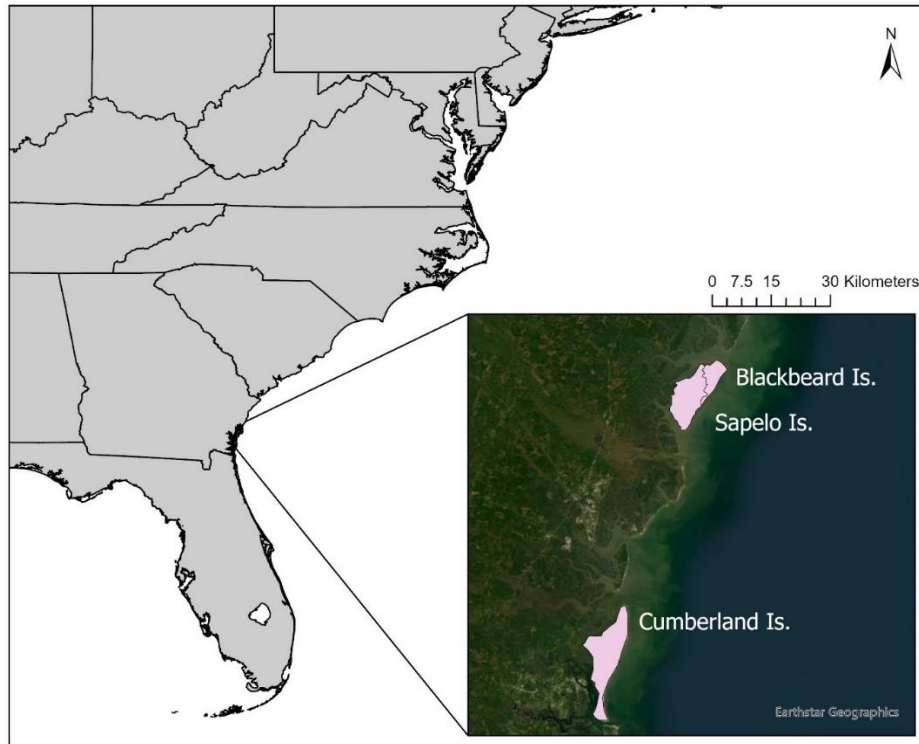 N
0 7.5 15 30 Kilometers
Blackbeard Is.
Sapelo Is.
Cumberland Is.
Earthstar Geographics